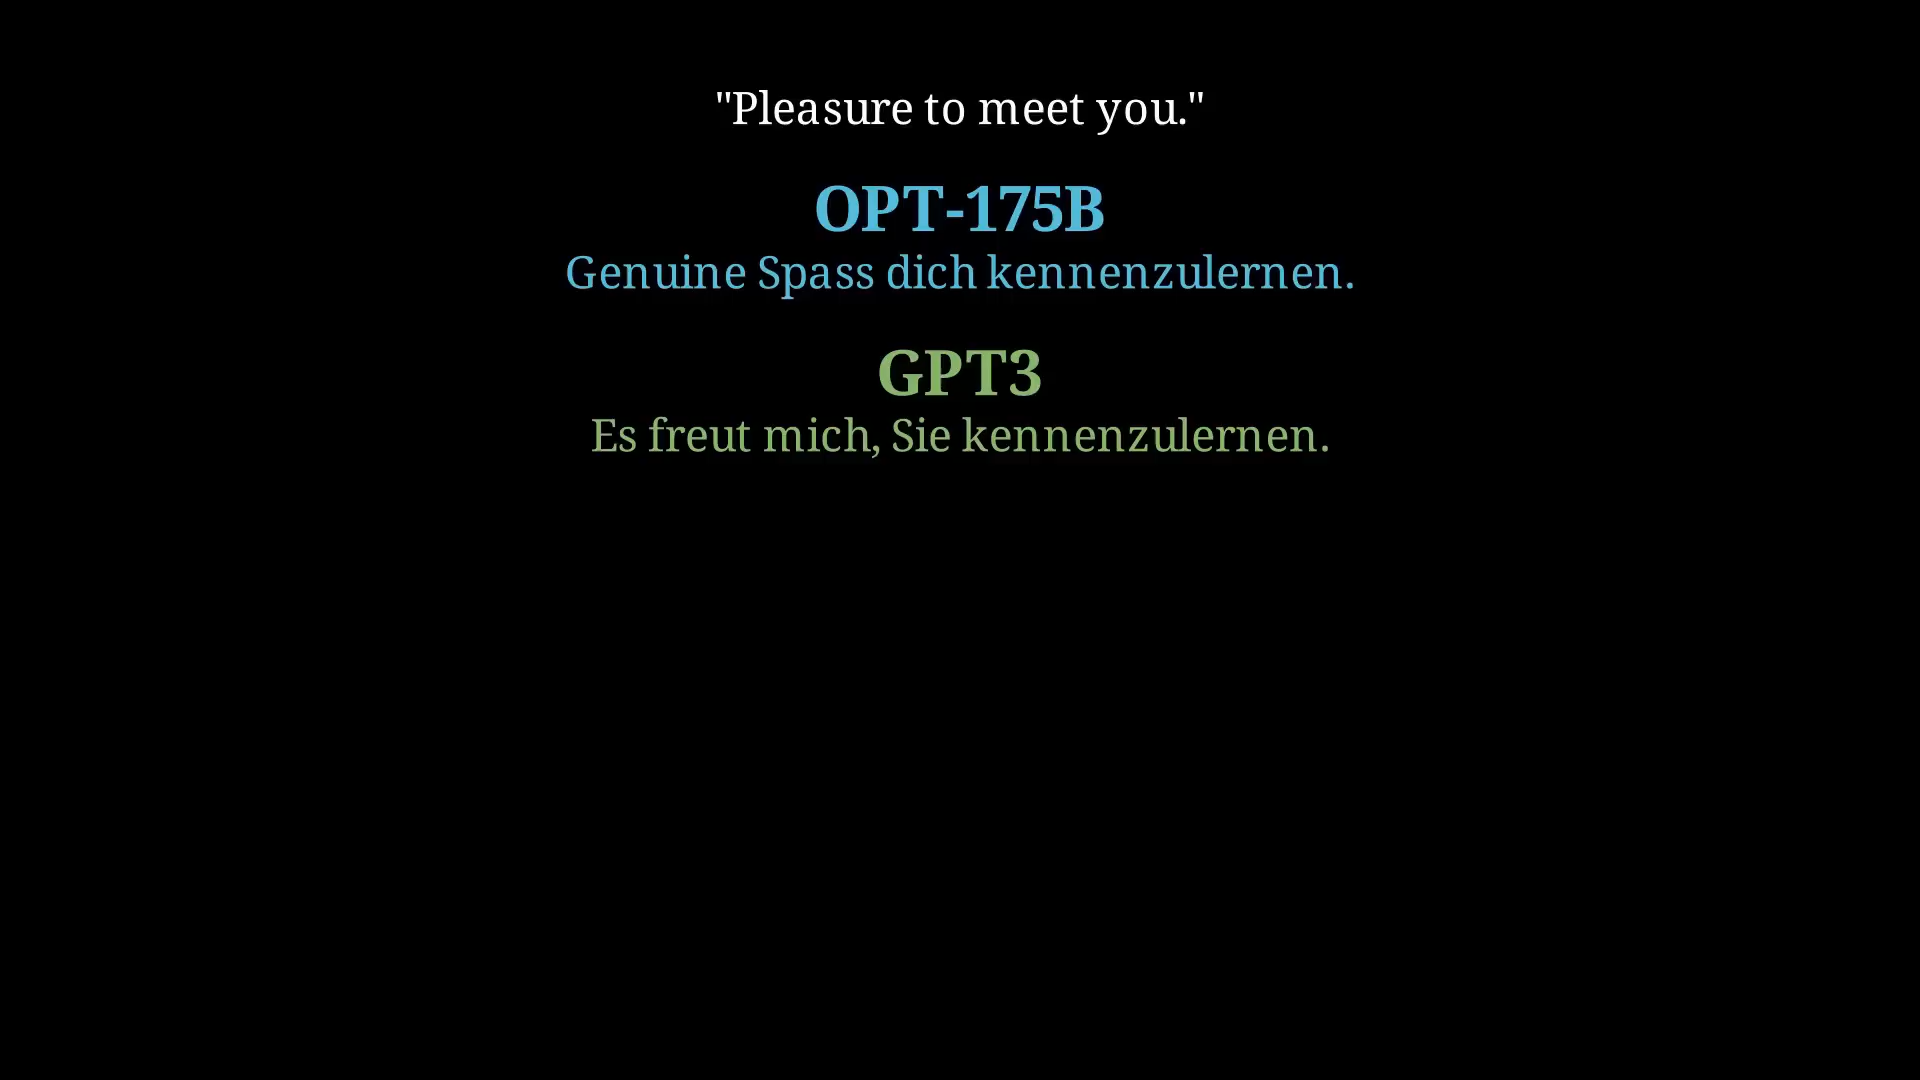 "Pleasure to meet you."
OPT-175B
Genuine Spass dich kennenzulernen.
GPT3
Es freut mich, Sie kennenzulernen.